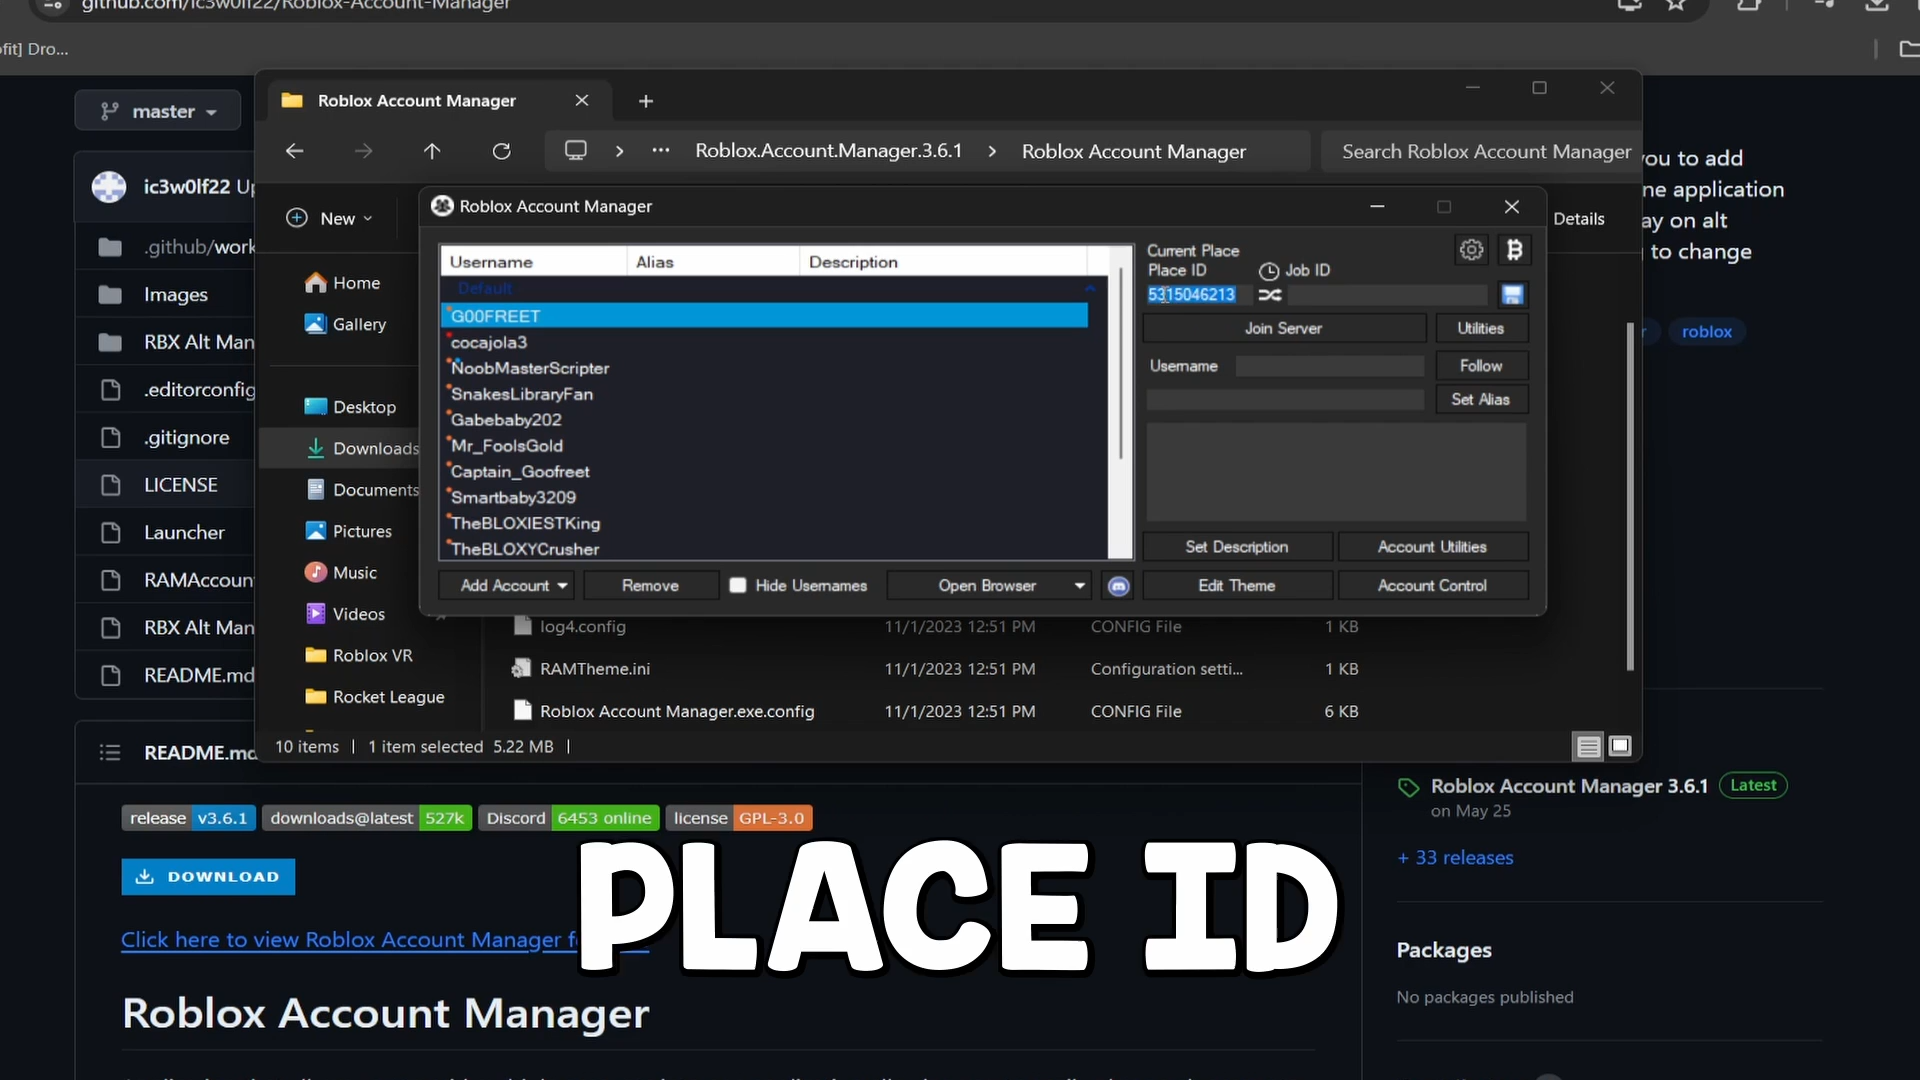 github.com/ic3w0lf22/Roblox-Account-Manager
fit] Dro...
master
Roblox Account Manager
Roblox.Account.Manager.3.6.1 > Roblox Account Manager
Search Roblox Account Manager
you to add
ne application
ay on alt
to change
ic3w0lf22 Up
New
Details
Roblox Account Manager
.github/work
Images
RBX Alt Man
.editorconfig
.gitignore
LICENSE
Launcher
RAMAccoun
RBX Alt Man
README.md
Home
Gallery
Desktop
Downloads
Documents
Pictures
Music
Videos
Roblox VR
Rocket League
Username Alias Description
Default
G00FREET
cocajola3
NoobMasterScripter
SnakesLibraryFan
Gabebaby202
Mr_FoolsGold
Captain_Goofreet
Smartbaby3209
TheBLOXIESTKing
TheBLOXYCrusher
Add Account
Remove
Hide Usernames
Open Browser
Current Place
Place ID
Job ID
5315046213
Join Server
Utilities
Username
Follow
Set Alias
Set Description
Account Utilities
Edit Theme
Account Control
roblox
log4.config 11/1/2023 12:51 PM CONFIG File 1 KB
RAMTheme.ini 11/1/2023 12:51 PM Configuration setti... 1 KB
Roblox Account Manager.exe.config 11/1/2023 12:51 PM CONFIG File 6 KB
10 items | 1 item selected 5.22 MB |
README.md
release v3.6.1 downloads@latest 527k Discord 6453 online license GPL-3.0
DOWNLOAD
Click here to view Roblox Account Manager f
PLACE ID
Roblox Account Manager
Roblox Account Manager 3.6.1 Latest
on May 25
+ 33 releases
Packages
No packages published